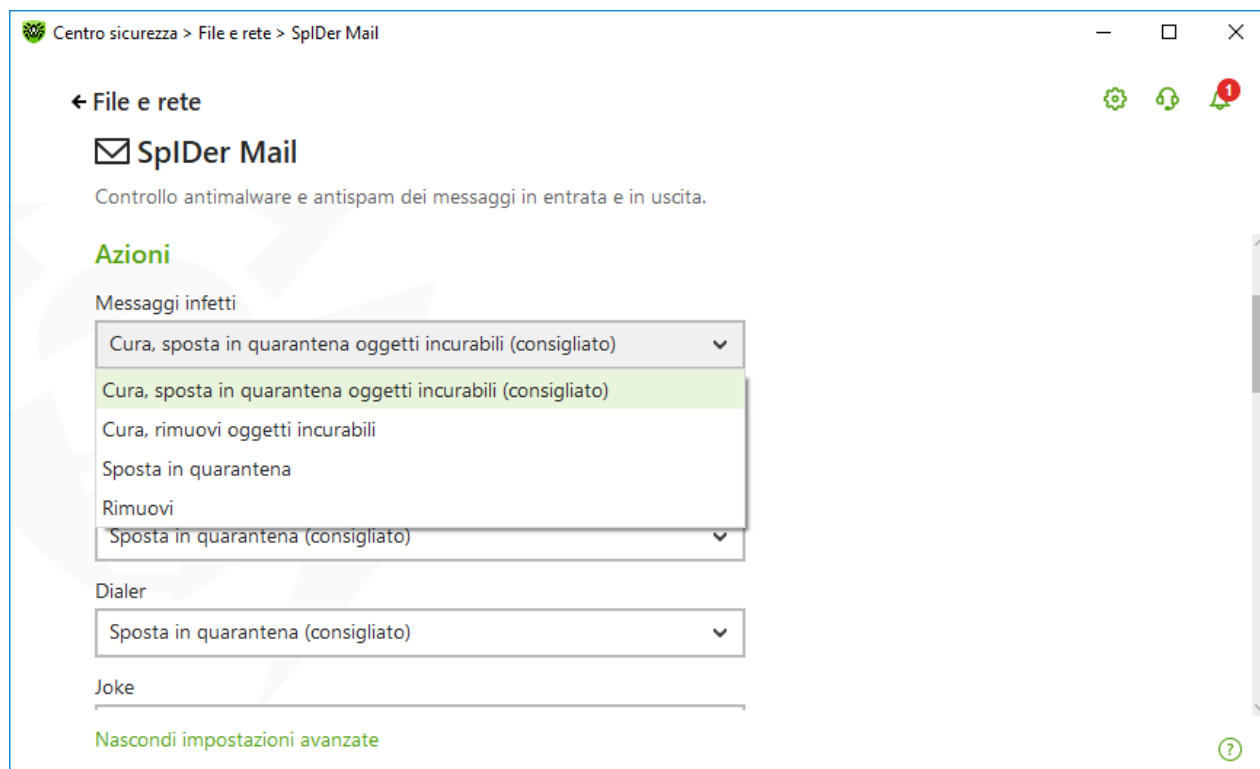 Centro sicurezza > File e rete > SpIDer Mail
File e rete
1
SpIDer Mail
Controllo antimalware e antispam dei messaggi in entrata e in uscita.
Azioni
Messaggi infetti
Cura, sposta in quarantena oggetti incurabili (consigliato)
Cura, sposta in quarantena oggetti incurabili (consigliato)
Cura, rimuovi oggetti incurabili
Sposta in quarantena
Rimuovi
Sposta in quarantena (consigliato)
Dialer
Sposta in quarantena (consigliato)
Joke
Nascondi impostazioni avanzate
?